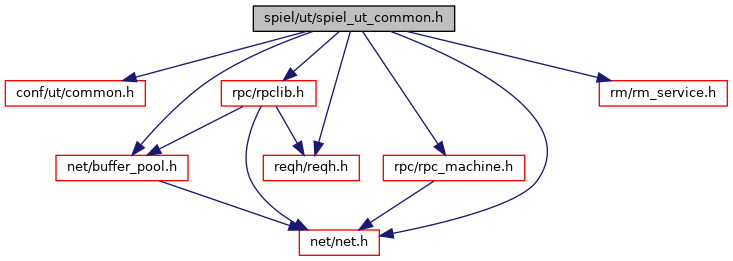 spiel/ut/spiel_ut_common.h
conf/ut/common.h
rpc/rpclib.h
rm/rm_service.h
net/buffer_pool.h
reqh/reqh.h
rpc/rpc_machine.h
net/net.h